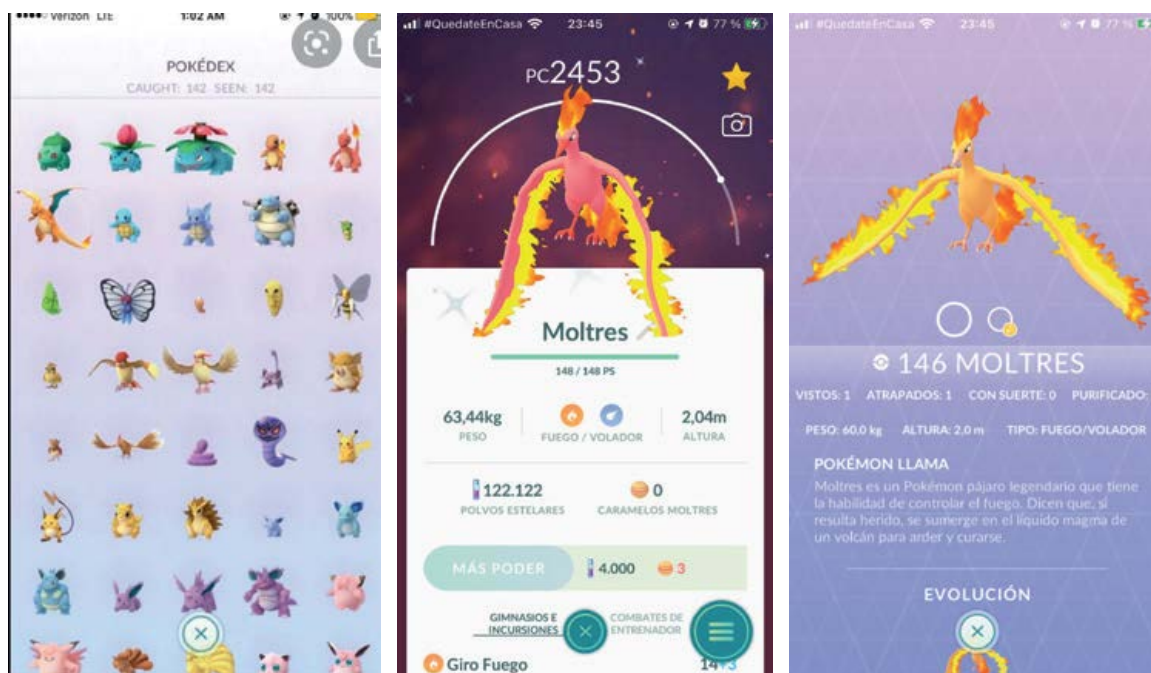 Verizon LTE 1:02 AM 100%
POKÉDEX
CAUGHT: 142 SEEN: 142
#QuedateEnCasa 23:45 77 %
PC2453
Moltres
148 / 148 PS
63,44kg
PESO
FUEGO / VOLADOR
2,04m
ALTURA
122.122
POLVOS ESTELARES
0
CARAMELOS MOLTRES
MÁS PODER 4.000 3
GIMNASIOS E
INCURSIONES
COMBATES DE
ENTRENADOR
Giro Fuego 14+3
#QuedateEnCasa 23:45 77 %
146 MOLTRES
VISTOS: 1 ATRAPADOS: 1 CON SUERTE: 0 PURIFICADO:
PESO: 60,0 kg ALTURA: 2,0 m TIPO: FUEGO/VOLADOR
POKÉMON LLAMA
Moltres es un Pokémon pájaro legendario que tiene
la habilidad de controlar el fuego. Dicen que, si
resulta herido, se sumerge en el líquido magma de
un volcán para arder y curarse.
EVOLUCIÓN